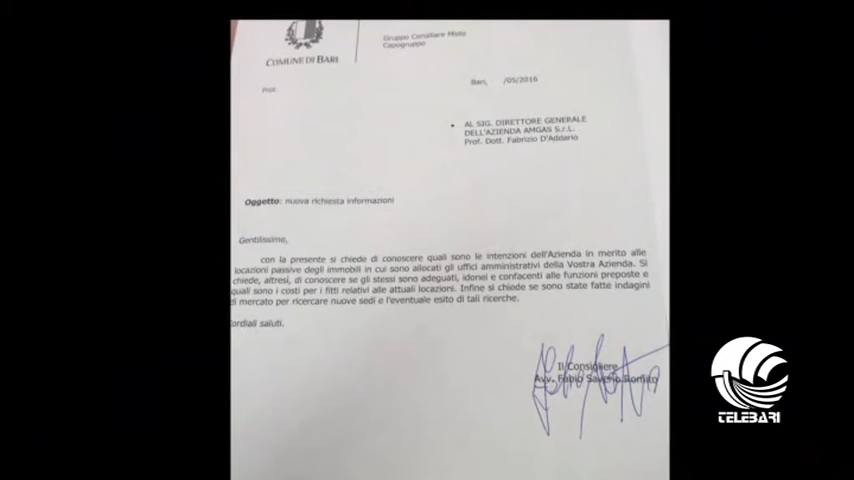 COMUNE DI BARI
Gruppo Consiliare Misto
Capogruppo
Prot.
Bari, /05/2016
• AL SIG. DIRETTORE GENERALE
DELL'AZIENDA AMGAS S.r.L.
Prof. Dott. Fabrizio D'Addario
Oggetto: nuova richiesta informazioni
Gentilissimo,
con la presente si chiede di conoscere quali sono le intenzioni dell'Azienda in merito alle
locazioni passive degli immobili in cui sono allocati gli uffici amministrativi della Vostra Azienda. Si
chiede, altresì, di conoscere se gli stessi sono adeguati, idonei e confacenti alle funzioni preposte e
quali sono i costi per i fitti relativi alle attuali locazioni. Infine si chiede se sono state fatte indagini
di mercato per ricercare nuove sedi e l'eventuale esito di tali ricerche.
Cordiali saluti.
Il Consigliere
Avv. Fabio Saverio Romito
TELEBARI